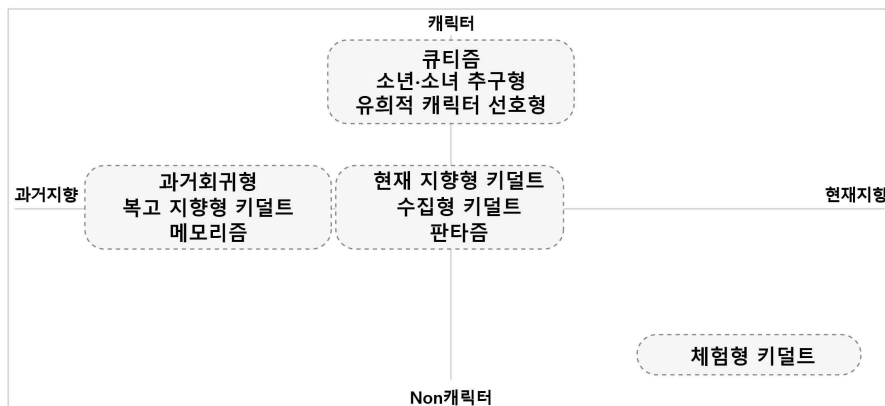 캐릭터
큐티즘
소년·소녀 추구형
유희적 캐릭터 선호형
과거지향
과거회귀형
복고 지향형 키덜트
메모리즘
현재 지향형 키덜트
수집형 키덜트
판타즘
현재지향
체험형 키덜트
Non캐릭터